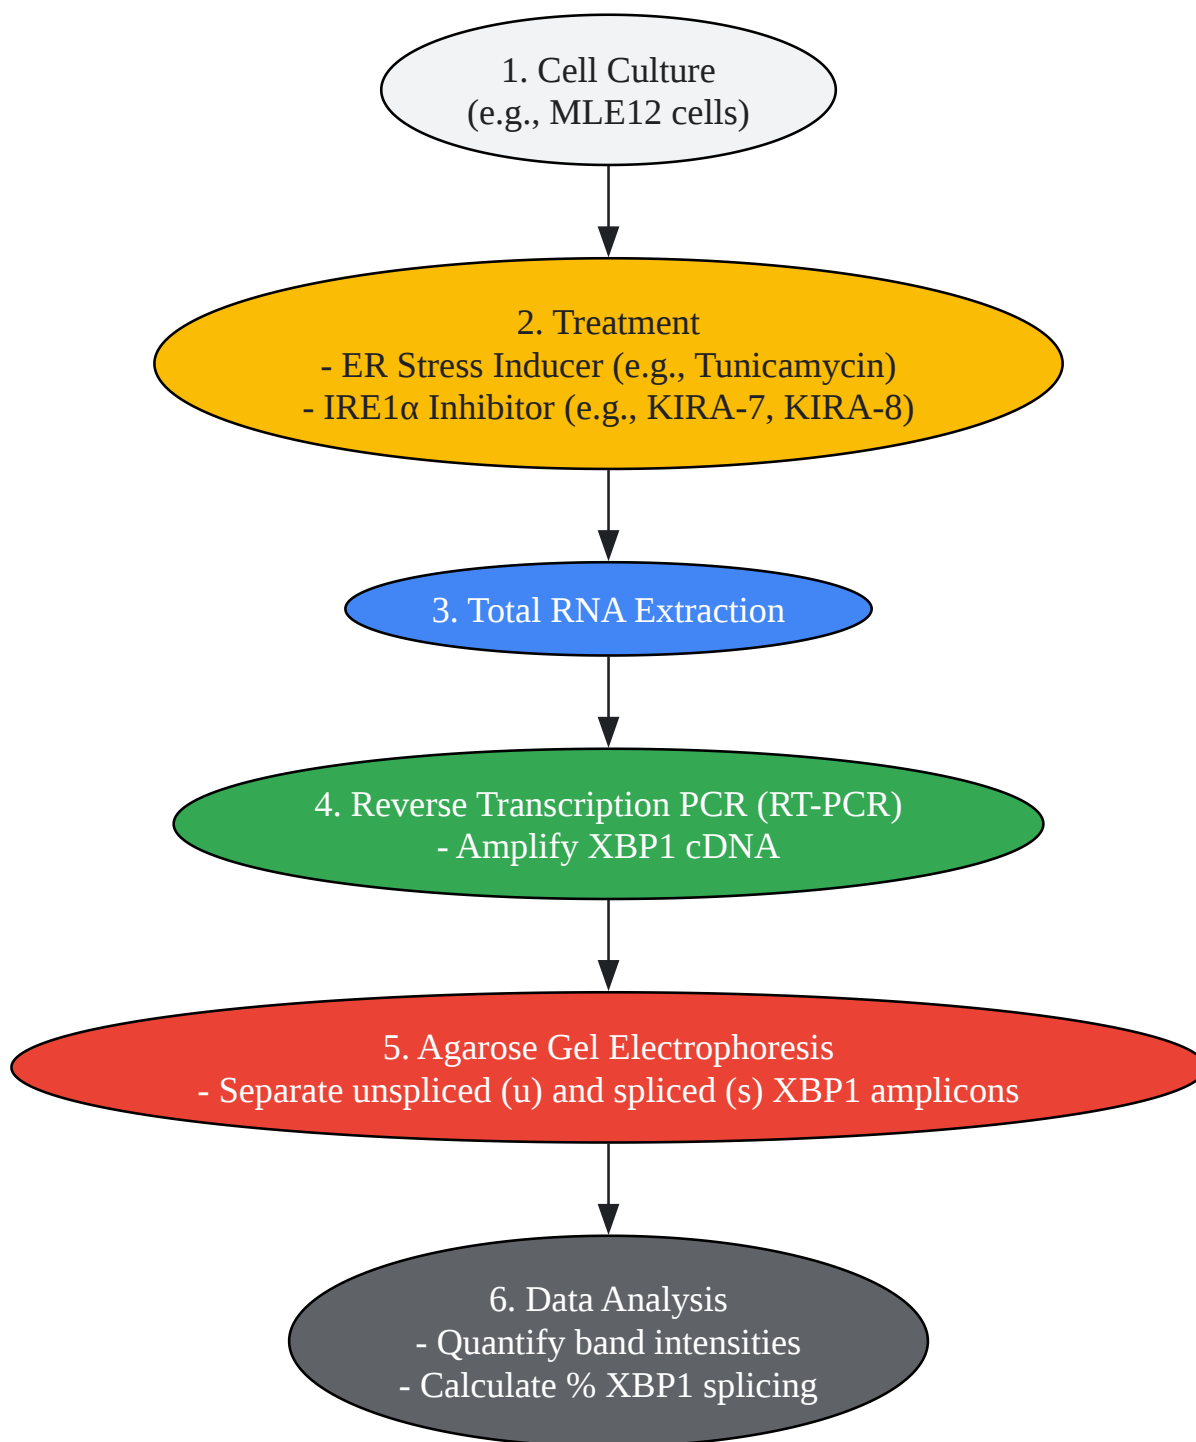 1. Cell Culture
(e.g., MLE12 cells)
2. Treatment
- ER Stress Inducer (e.g., Tunicamycin)
- IRE1α Inhibitor (e.g., KIRA-7, KIRA-8)
3. Total RNA Extraction
4. Reverse Transcription PCR (RT-PCR)
- Amplify XBP1 cDNA
5. Agarose Gel Electrophoresis
- Separate unspliced (u) and spliced (s) XBP1 amplicons
6. Data Analysis
- Quantify band intensities
- Calculate % XBP1 splicing